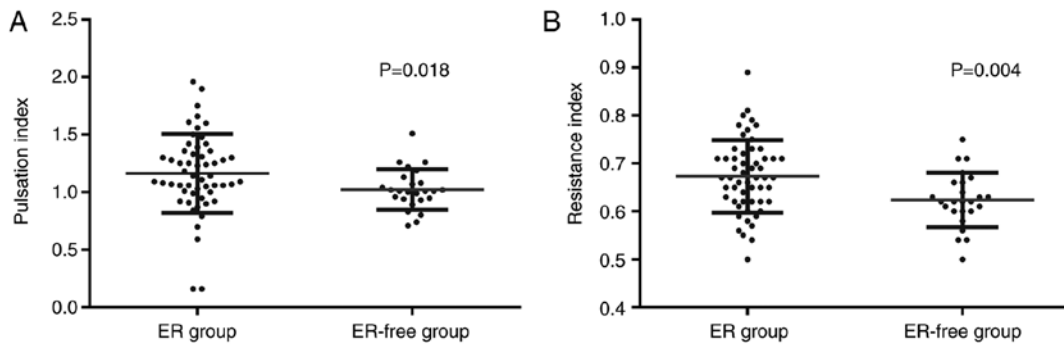 A
Pulsation index
2.5
2.0
1.5
1.0
0.5
0.0
P=0.018
ER group
ER-free group
B
Resistance index
1.0
0.9
0.8
0.7
0.6
0.5
0.4
P=0.004
ER group
ER-free group